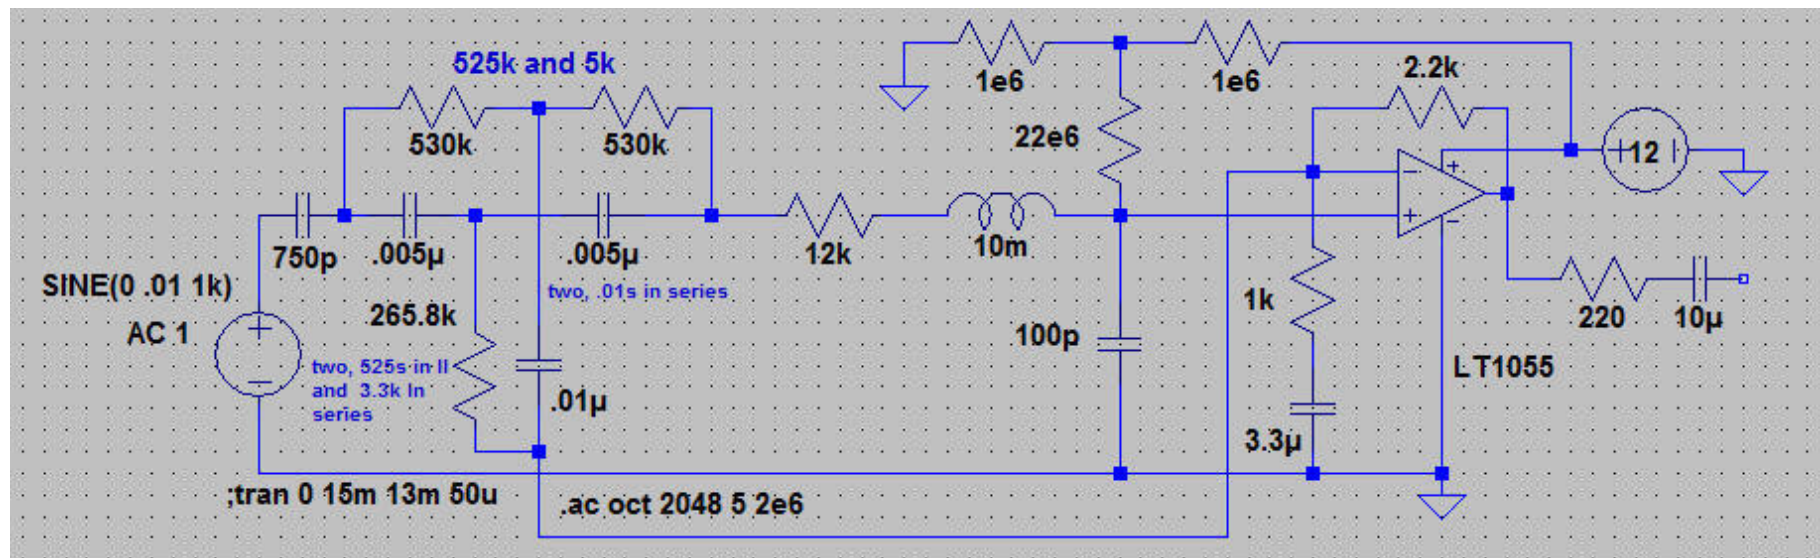 525k and 5k
1e6
1e6
2.2k
530k
530k
22e6
+12
750p
.005µ
.005µ
12k
10m
SINE(0 .01 1k)
AC 1
265.8k
two, .01s in series
two, 525s in II
and 3.3k In
series
.01µ
100p
1k
220
10µ
LT1055
3.3µ
;tran 0 15m 13m 50u
.ac oct 2048 5 2e6